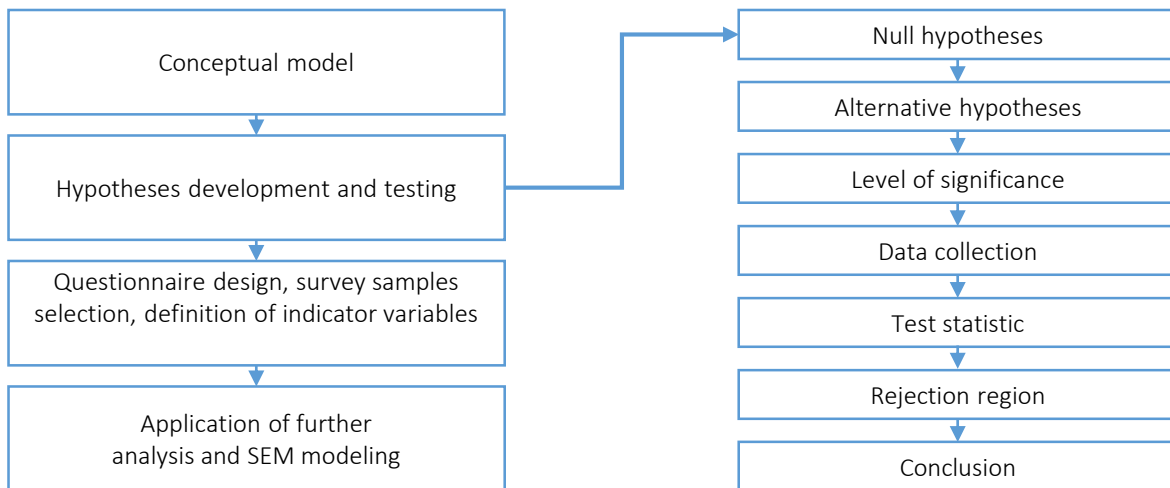 Conceptual model
Hypotheses development and testing
Questionnaire design, survey samples
selection, definition of indicator variables
Application of further
analysis and SEM modeling
Null hypotheses
Alternative hypotheses
Level of significance
Data collection
Test statistic
Rejection region
Conclusion